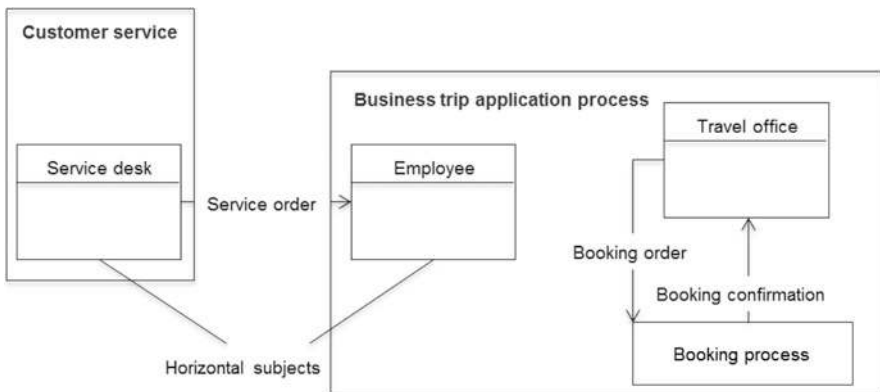 Customer service
Business trip application process
Travel office
Service desk
Employee
Service order
Booking order
Booking confirmation
Booking process
Horizontal subjects